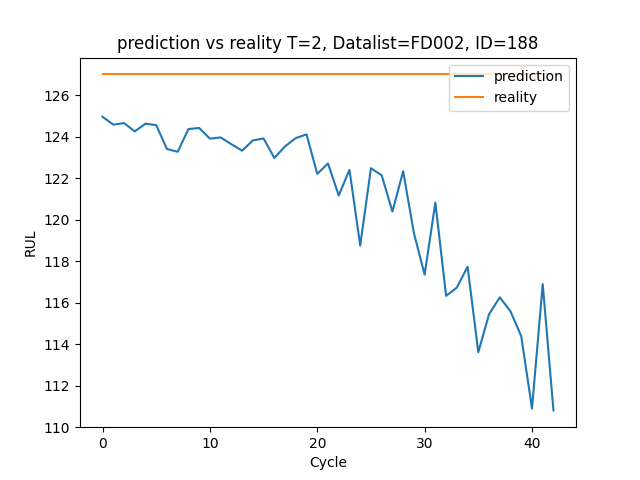 prediction vs reality T=2, Datalist=FD002, ID=188
prediction
reality
126
124
122
120
118
116
114
112
110
RUL
0 10 20 30 40
Cycle